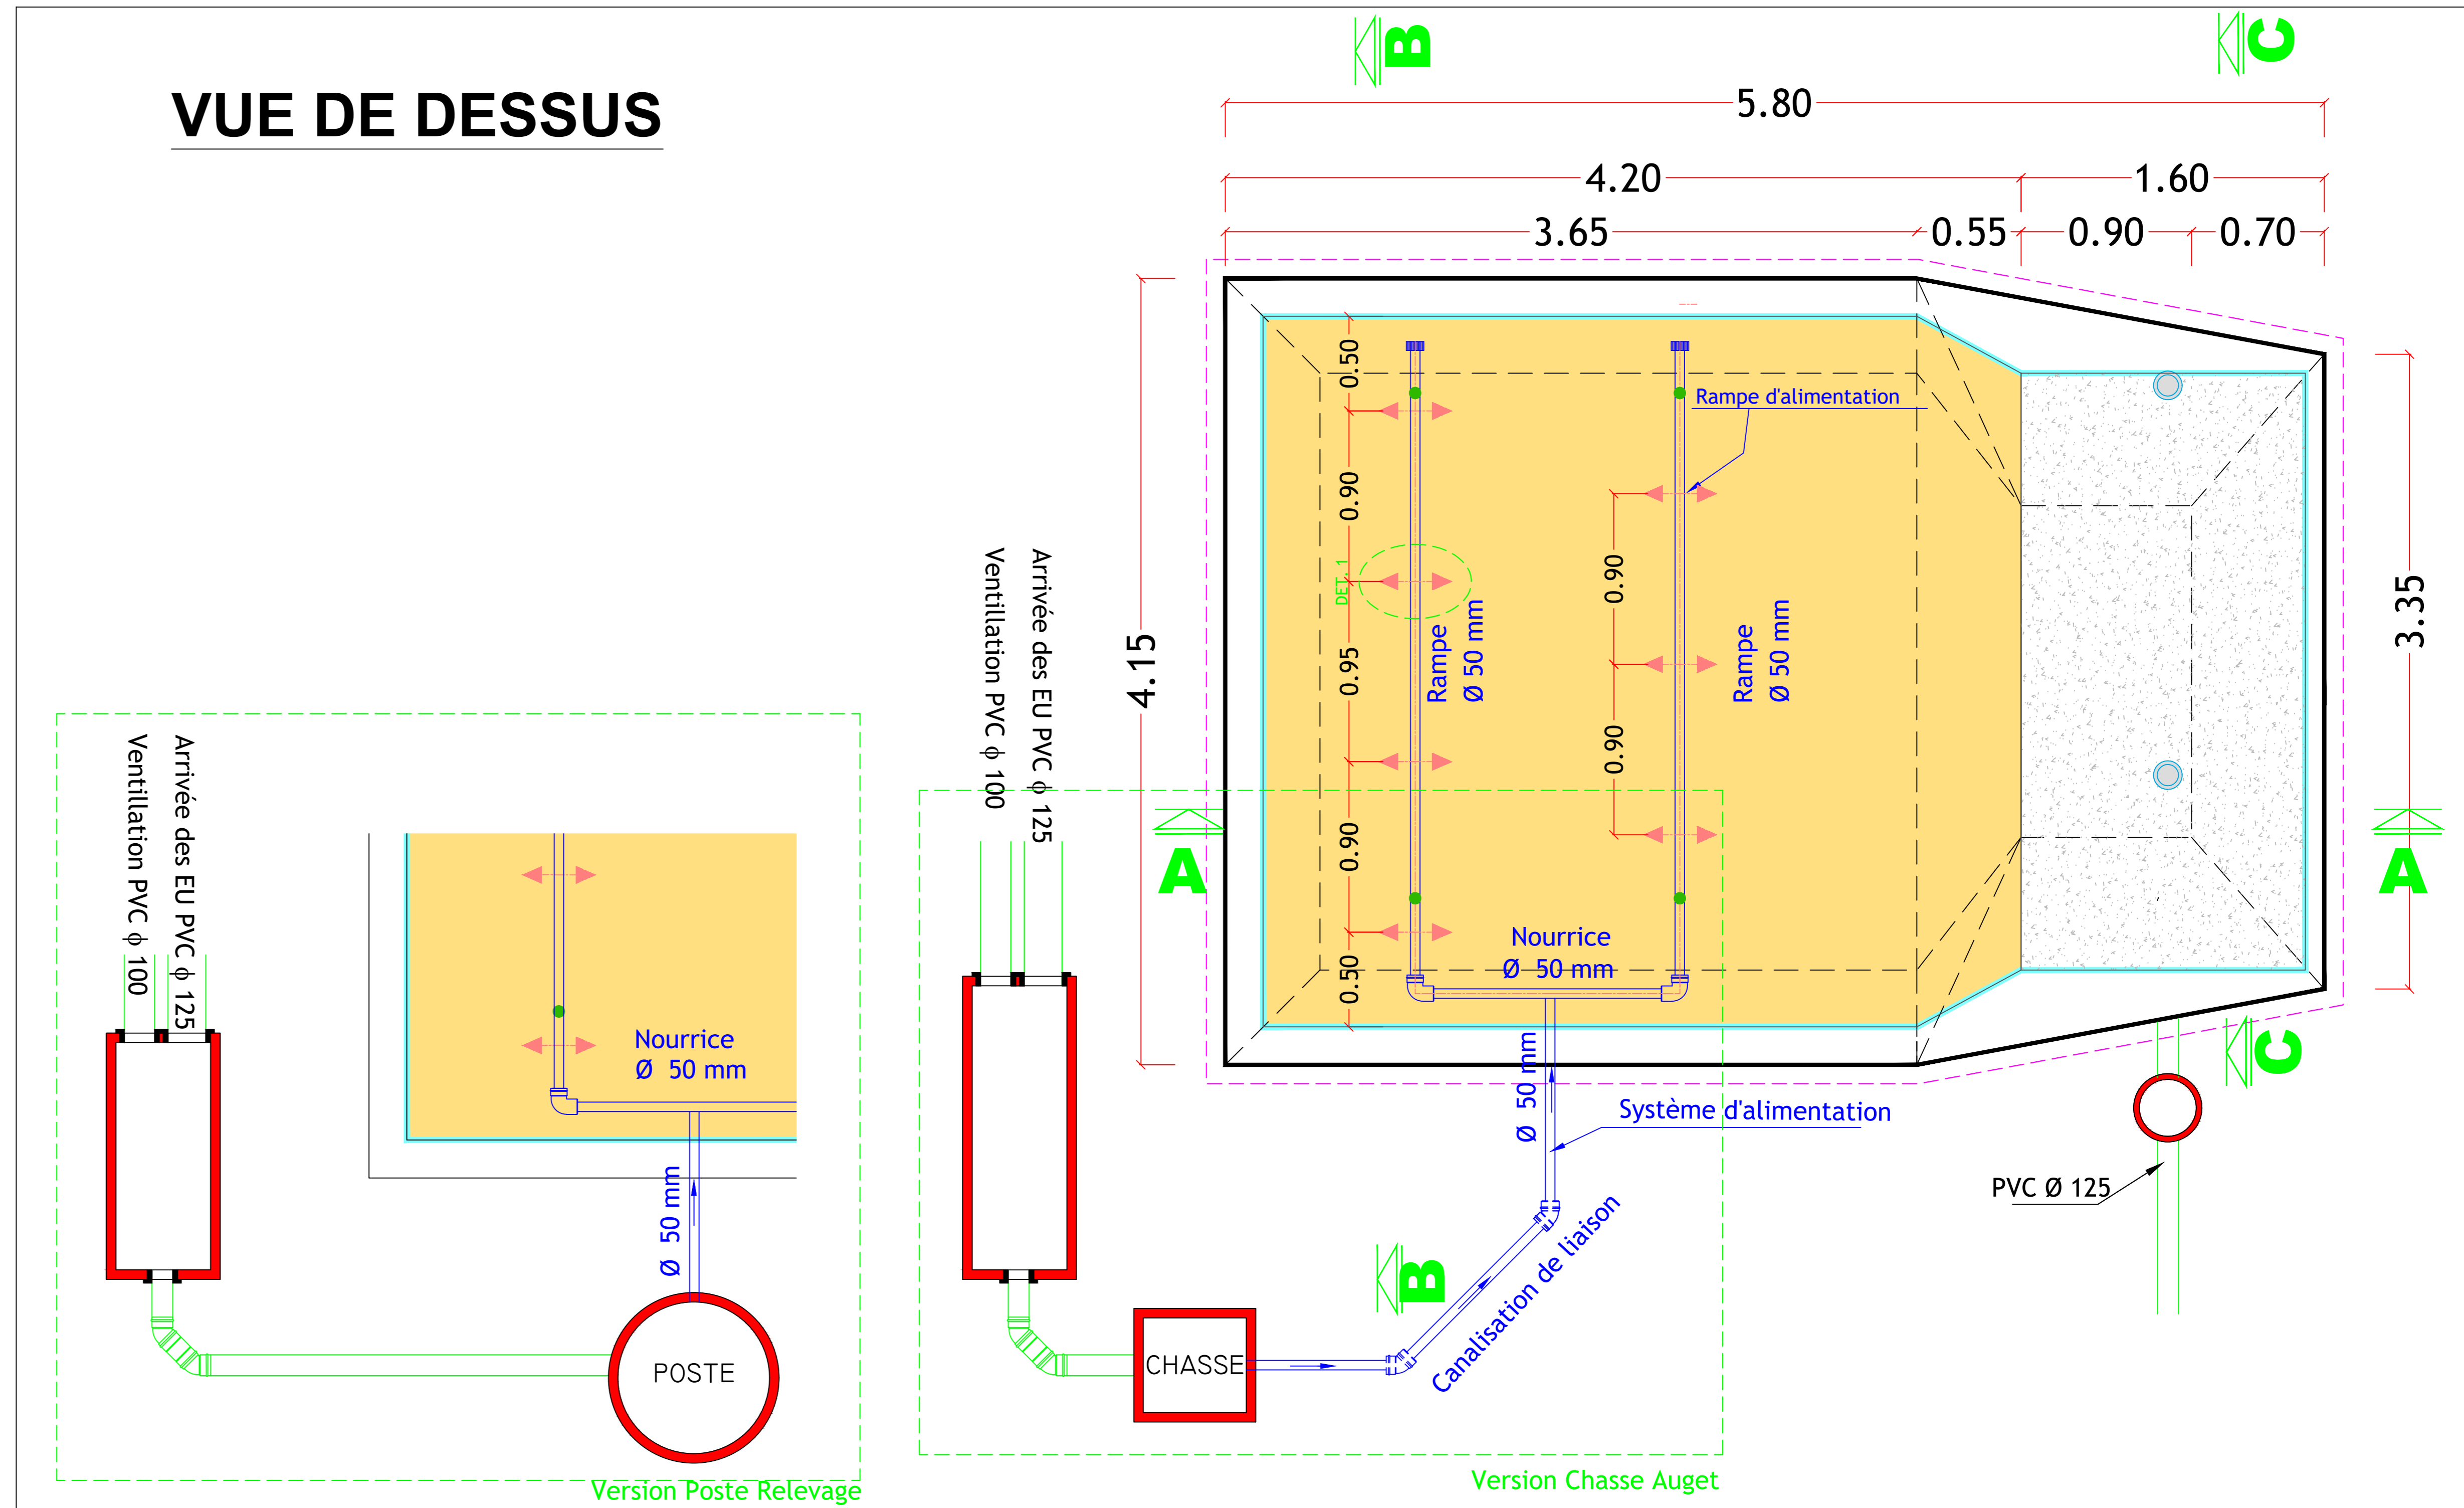 VUE DE DESSUS
B
C
5.80
4.20
1.60
3.65
0.55
0.90
0.70
4.15
3.35
0.50
0.90
0.95
0.90
0.50
DET. 1
Rampe d'alimentation
0.90
0.90
Rampe
Ø 50 mm
Rampe
Ø 50 mm
Nourrice
Ø 50 mm
A
A
Arrivée des EU PVC ϕ 125
Ventillation PVC ϕ 100
Ø 50 mm
Système d'alimentation
C
PVC Ø 125
B
Canalisation de liaison
CHASSE
Version Chasse Auget
Arrivée des EU PVC ϕ 125
Ventillation PVC ϕ 100
Nourrice
Ø 50 mm
Ø 50 mm
POSTE
Version Poste Relevage